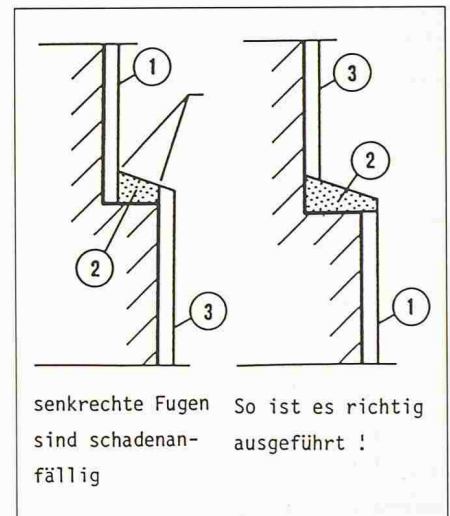 1
3
2
2
3
1
senkrechte Fugen
sind schadenan-
fällig
So ist es richtig
ausgeführt !